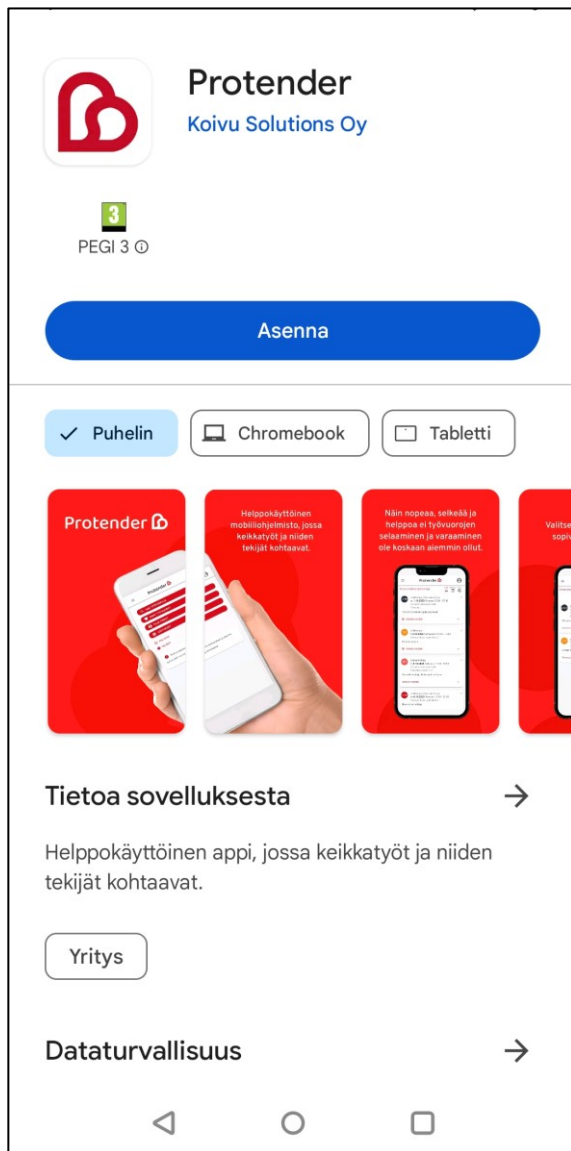 Protender
Koivu Solutions Oy
3
PEGI 3
Asenna
Puhelin
Chromebook
Tabletti
Protender
Helppokäyttöinen
mobiiliohjelmisto, jossa
keikkatyöt ja niiden
tekijät kohtaavat.
Näin nopeaa, selkeää ja
helppoa ei työvuorojen
selaaminen ja varaaminen
ole koskaan aiemmin ollut.
Protender
Protender
Tietoa sovelluksesta
Helppokäyttöinen appi, jossa keikkatyöt ja niiden
tekijät kohtaavat.
Yritys
Dataturvallisuus